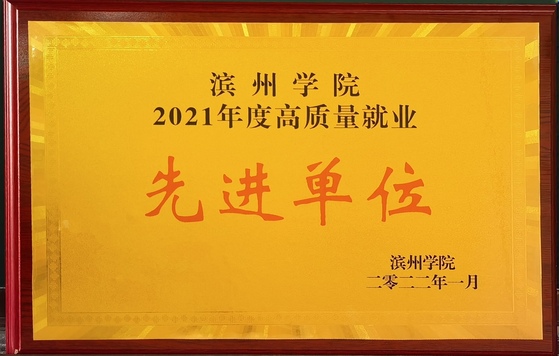 滨州学院
2021年度高质量就业
先进单位
滨州学院
二零二二年一月